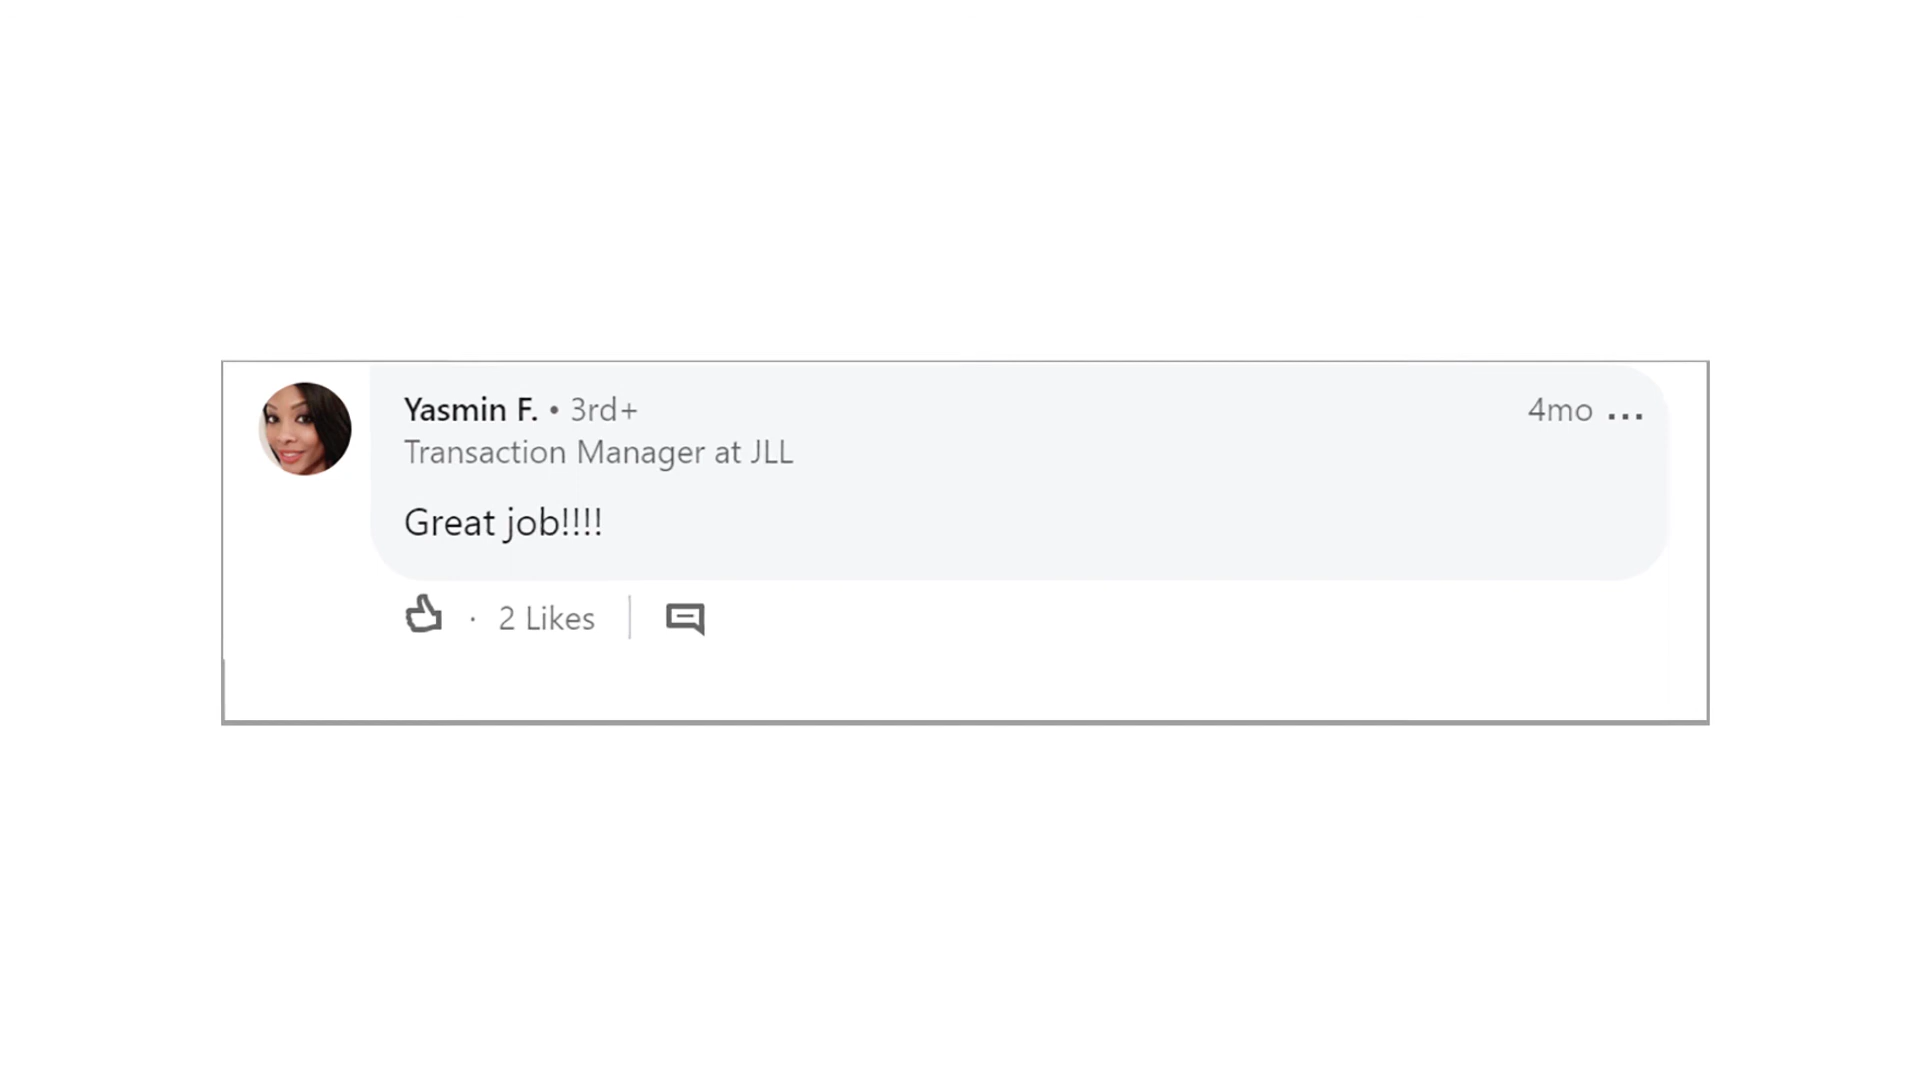 Yasmin F. • 3rd+
4mo ...
Transaction Manager at JLL
Great job!!!!
· 2 Likes